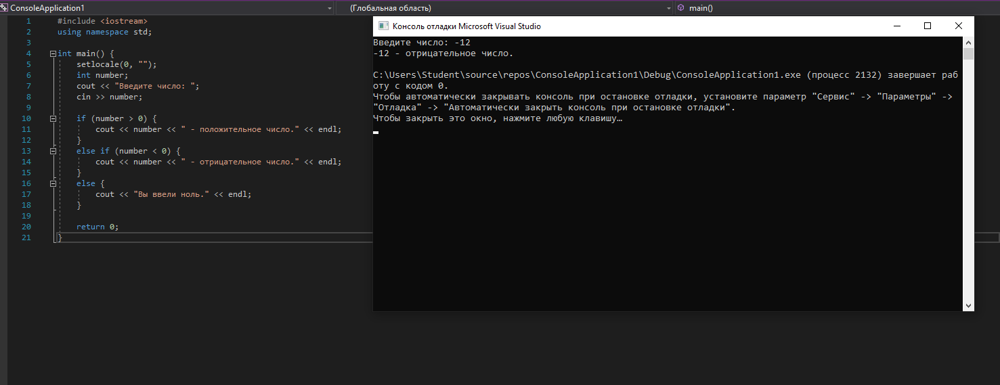 ConsoleApplication1
(Глобальная область)
main()
1 #include <iostream>
2 using namespace std;
3
4 int main() {
5 setlocale(0, "");
6 int number;
7 cout << "Введите число: ";
8 cin >> number;
9
10 if (number > 0) {
11 cout << number << " - положительное число." << endl;
12 }
13 else if (number < 0) {
14 cout << number << " - отрицательное число." << endl;
15 }
16 else {
17 cout << "Вы ввели ноль." << endl;
18 }
19
20 return 0;
21 }
Консоль отладки Microsoft Visual Studio
Введите число: -12
-12 - отрицательное число.
C:\Users\Student\source\repos\ConsoleApplication1\Debug\ConsoleApplication1.exe (процесс 2132) завершает раб
оту с кодом 0.
Чтобы автоматически закрывать консоль при остановке отладки, установите параметр "Сервис" -> "Параметры" ->
"Отладка" -> "Автоматически закрыть консоль при остановке отладки".
Чтобы закрыть это окно, нажмите любую клавишу…